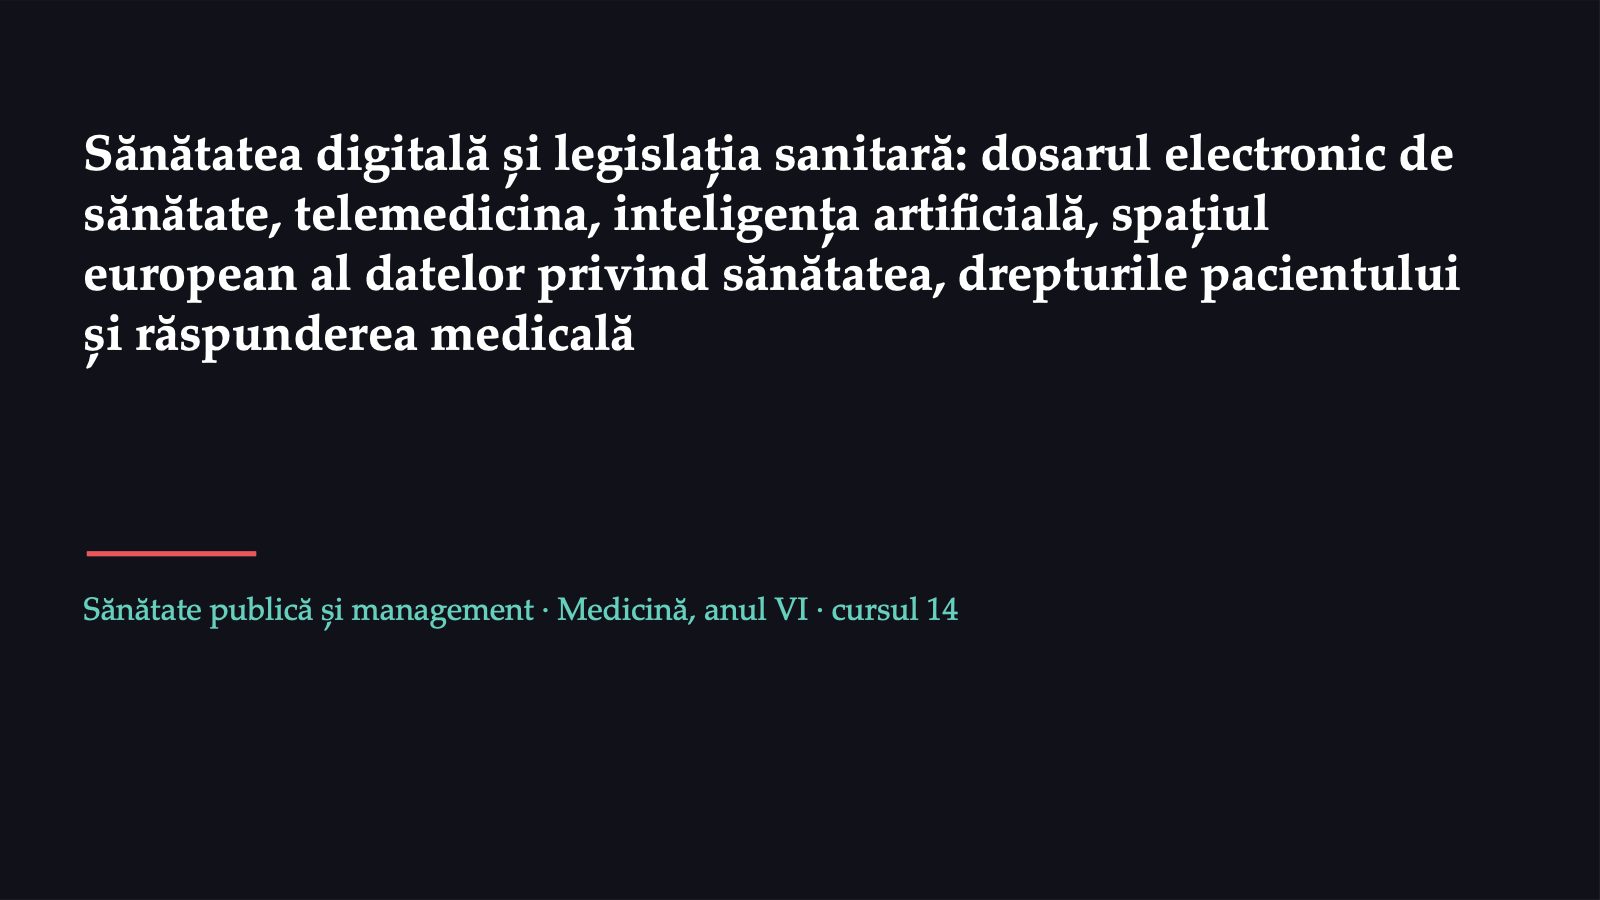 Sănătatea digitală și legislația sanitară: dosarul electronic de
sănătate, telemedicina, inteligența artificială, spațiul
european al datelor privind sănătatea, drepturile pacientului
și răspunderea medicală
Sănătate publică și management · Medicină, anul VI · cursul 14